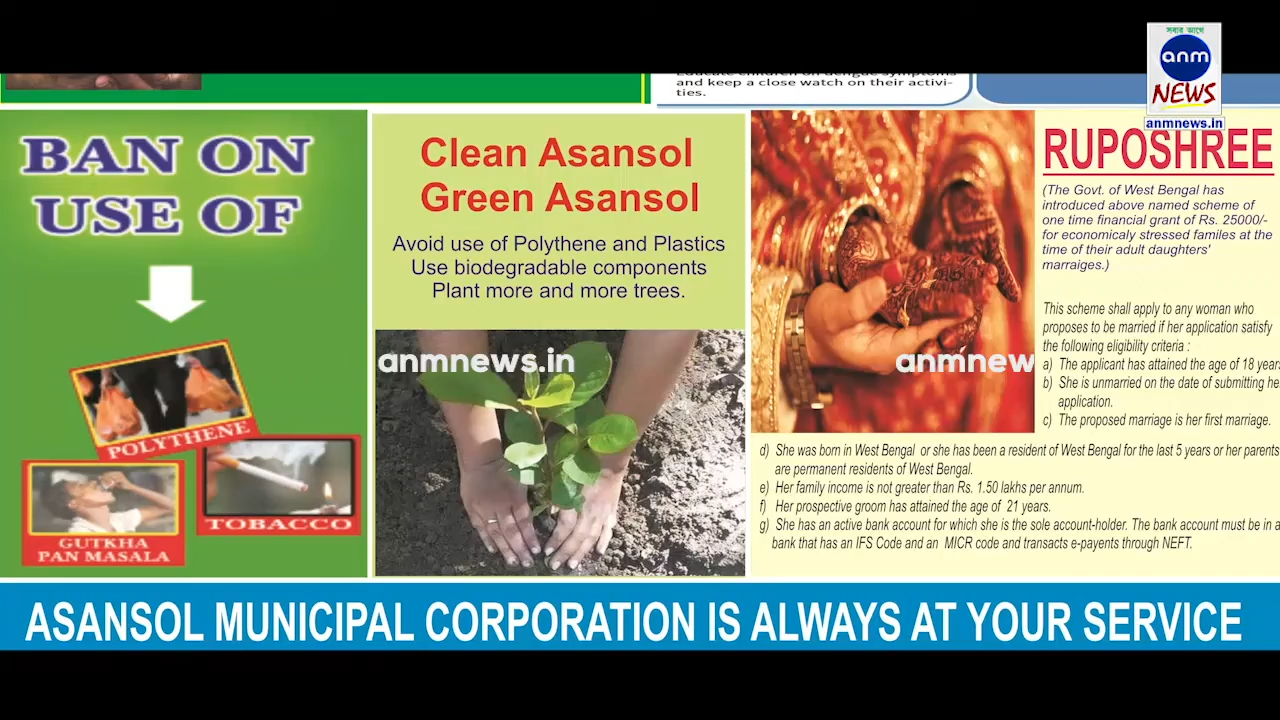 সবার আগে
anm
NEWS
anmnews.in
Educate children on dengue symptoms
and keep a close watch on their activi-
ties.
BAN ON
USE OF
POLYTHENE
TOBACCO
GUTKHA
PAN MASALA
Clean Asansol
Green Asansol
Avoid use of Polythene and Plastics
Use biodegradable components
Plant more and more trees.
anmnews.in
anmnews
RUPOSHREE
(The Govt. of West Bengal has
introduced above named scheme of
one time financial grant of Rs. 25000/-
for economicaly stressed familes at the
time of their adult daughters'
marraiges.)
This scheme shall apply to any woman who
proposes to be married if her application satisfy
the following eligibility criteria :
a) The applicant has attained the age of 18 years
b) She is unmarried on the date of submitting he
application.
c) The proposed marriage is her first marriage.
d) She was born in West Bengal or she has been a resident of West Bengal for the last 5 years or her parents
are permanent residents of West Bengal.
e) Her family income is not greater than Rs. 1.50 lakhs per annum.
f) Her prospective groom has attained the age of 21 years.
g) She has an active bank account for which she is the sole account-holder. The bank account must be in a
bank that has an IFS Code and an MICR code and transacts e-payents through NEFT.
ASANSOL MUNICIPAL CORPORATION IS ALWAYS AT YOUR SERVICE